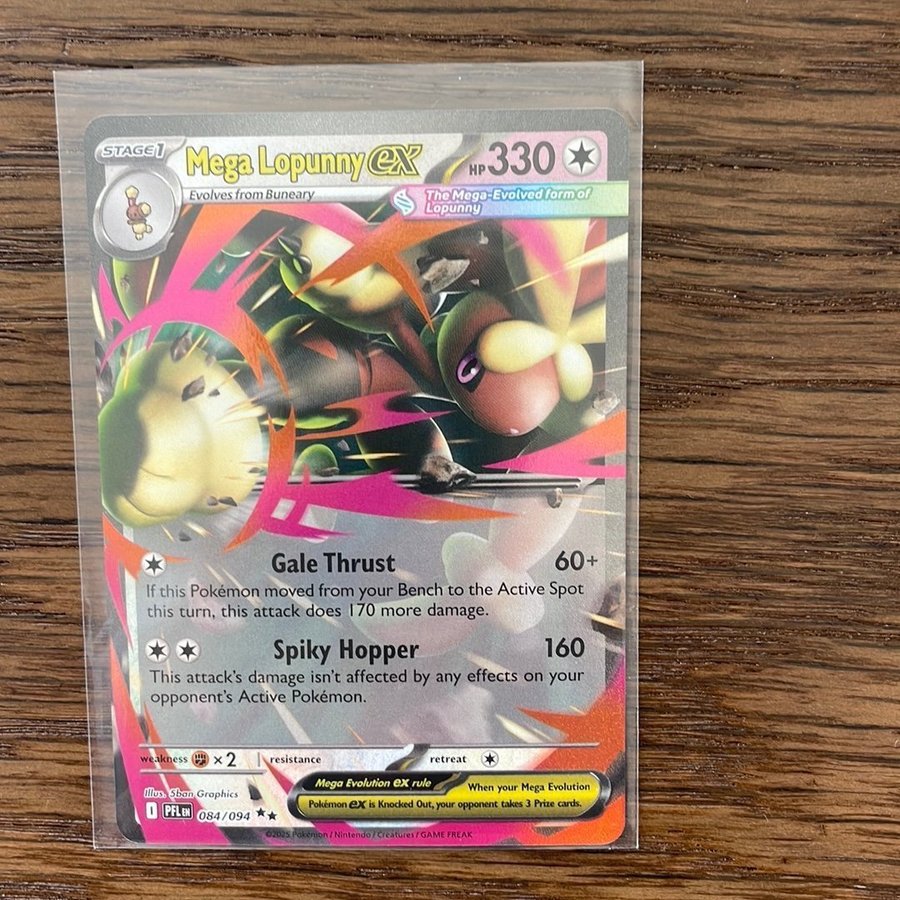 STAGE1
Mega Lopunny ex HP 330
Evolves from Buneary
The Mega-Evolved form of
Lopunny
Gale Thrust 60+
If this Pokémon moved from your Bench to the Active Spot
this turn, this attack does 170 more damage.
Spiky Hopper 160
This attack's damage isn't affected by any effects on your
opponent's Active Pokémon.
weakness ×2 resistance retreat
Mega Evolution ex rule When your Mega Evolution
Pokémon ex is Knocked Out, your opponent takes 3 Prize cards.
Illus. 5ban Graphics
I PFL EN 084/094
©2025 Pokémon / Nintendo / Creatures / GAME FREAK